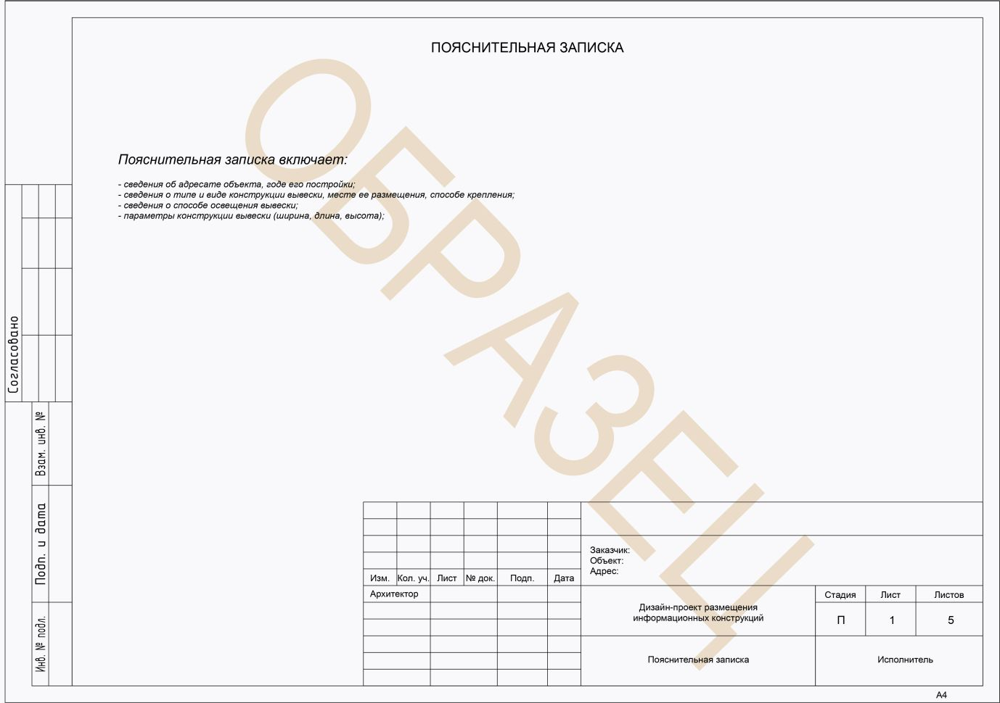 ПОЯСНИТЕЛЬНАЯ ЗАПИСКА
ОБРАЗЕЦ
Пояснительная записка включает:
- сведения об адресате объекта, годе его постройки;
- сведения о типе и виде конструкции вывески, месте ее размещения, способе крепления;
- сведения о способе освещения вывески;
- параметры конструкции вывески (ширина, длина, высота);
Согласовано
Взам. инв. №
Подп. и дата
Инв. № подл.
Изм. Кол. уч. Лист № док. Подп. Дата
Архитектор
Заказчик:
Объект:
Адрес:
Дизайн-проект размещения
информационных конструкций
Стадия Лист Листов
П 1 5
Пояснительная записка
Исполнитель
А4